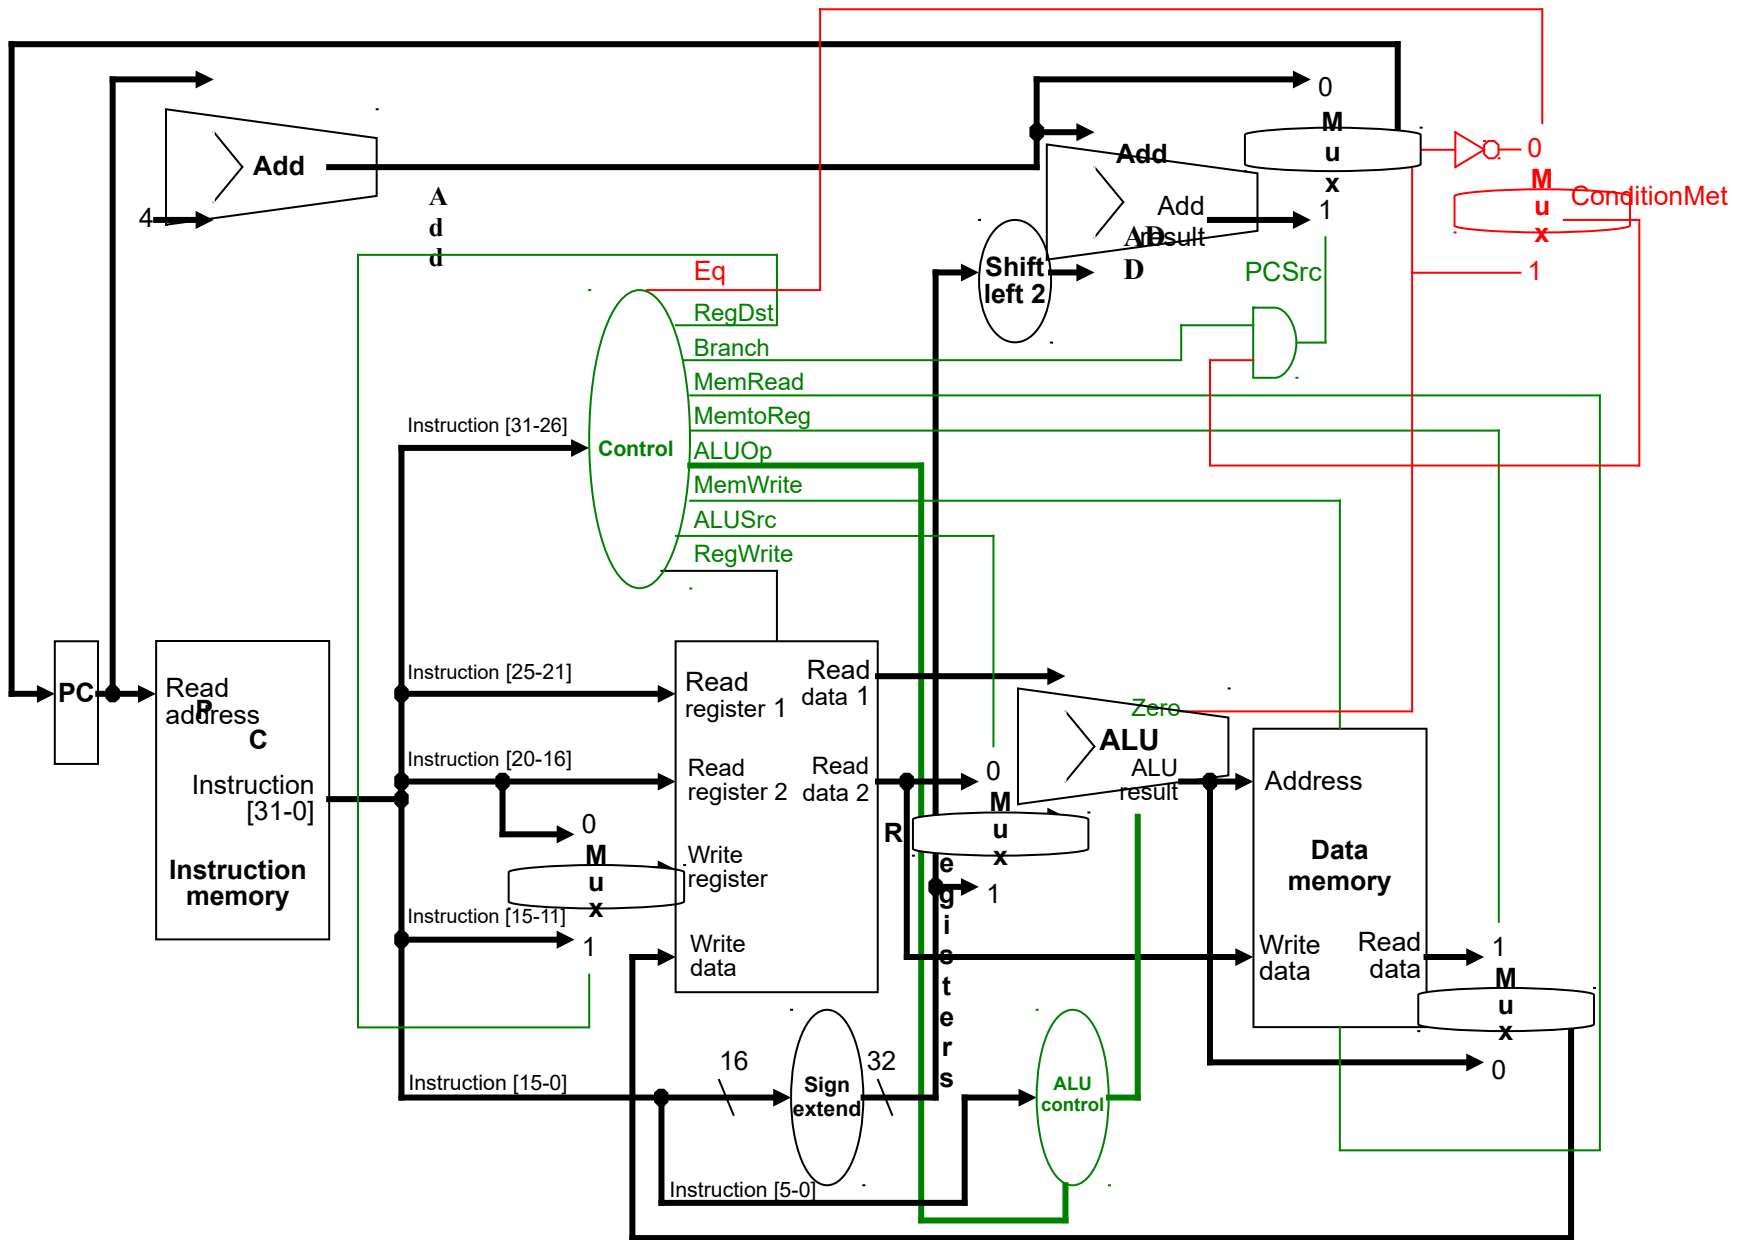 0
M
u
x
Add
Add
4
A
d
d
Add
result
AD
D
1
0
M
u
x
1
ConditionMet
Shift
left 2
PCSrc
Eq
RegDst
Branch
MemRead
MemtoReg
ALUOp
MemWrite
ALUSrc
RegWrite
Instruction [31-26]
Control
PC
Read
address
P
C
Instruction
[31-0]
Instruction
memory
Instruction [25-21]
Instruction [20-16]
Instruction [15-11]
Instruction [15-0]
Instruction [5-0]
0
M
u
x
1
Read
register 1
Read
register 2
Write
register
Write
data
Read
data 1
Read
data 2
R
e
g
i
s
t
e
r
s
0
M
u
x
1
Zero
ALU
ALU
result
Address
Data
memory
Write
data
Read
data
1
M
u
x
0
16
Sign
extend
32
ALU
control